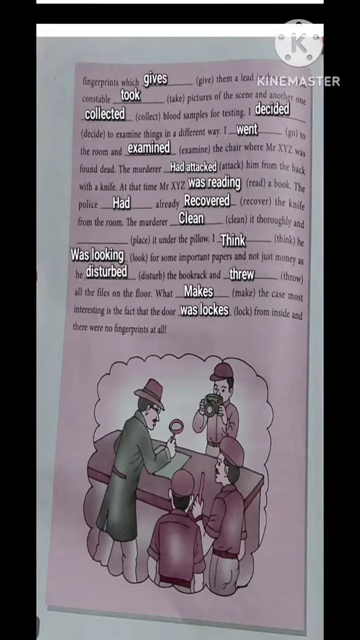 K
KINEMASTER
fingerprints which gives (give) them a lead
constable took (take) pictures of the scene and another one
collected (collect) blood samples for testing. I decided
(decide) to examine things in a different way. I went (go) to
the room and examined (examine) the chair where Mr XYZ was
found dead. The murderer Had attacked (attack) him from the back
with a knife. At that time Mr XYZ was reading (read) a book. The
police Had already Recovered (recover) the knife
from the room. The murderer Clean (clean) it thoroughly and
(place) it under the pillow. I Think (think) he
Was looking (look) for some important papers and not just money as
he disturbed (disturb) the bookrack and threw (throw)
all the files on the floor. What Makes (make) the case most
interesting is the fact that the door was lockes (lock) from inside and
there were no fingerprints at all!